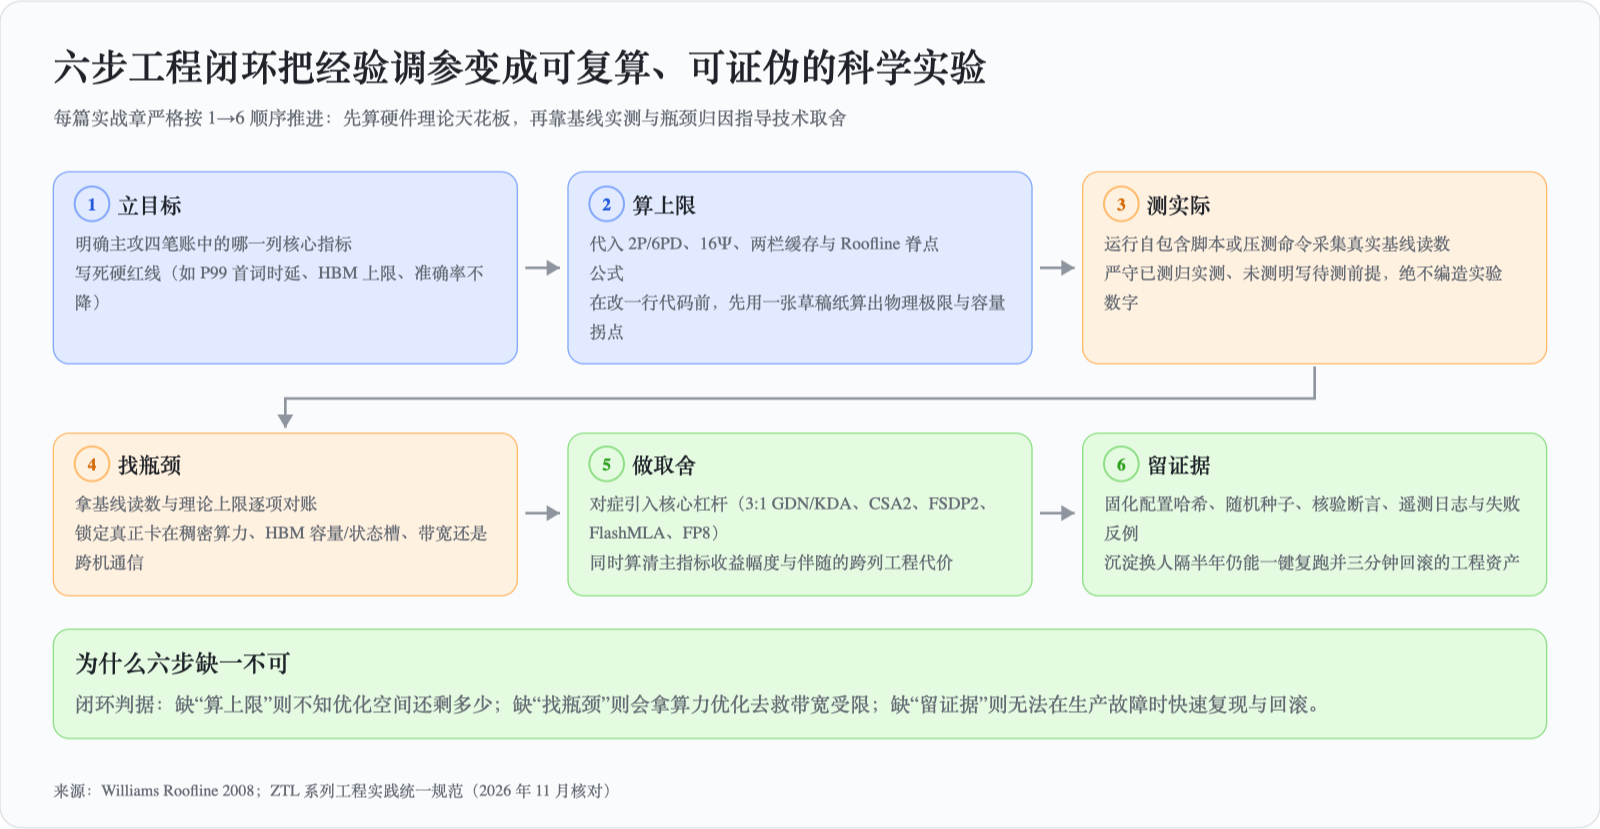 六步工程闭环把经验调参变成可复算、可证伪的科学实验
每篇实战章严格按 1→6 顺序推进：先算硬件理论天花板，再靠基线实测与瓶颈归因指导技术取舍
1 立目标
明确主攻四笔账中的哪一列核心指标
写死硬红线（如 P99 首词时延、HBM 上限、准确率不
降）
2 算上限
代入 2P/6PD、16Ψ、两栏缓存与 Roofline 脊点
公式
在改一行代码前，先用一张草稿纸算出物理极限与容量
拐点
3 测实际
运行自包含脚本或压测命令采集真实基线读数
严守已测归实测、未测明写待测前提，绝不编造实验
数字
4 找瓶颈
拿基线读数与理论上限逐项对账
锁定真正卡在稠密算力、HBM 容量/状态槽、带宽还是
跨机通信
5 做取舍
对症引入核心杠杆（3:1 GDN/KDA、CSA2、FSDP2、
FlashMLA、FP8）
同时算清主指标收益幅度与伴随的跨列工程代价
6 留证据
固化配置哈希、随机种子、核验断言、遥测日志与失败
反例
沉淀换人隔半年仍能一键复跑并三分钟回滚的工程资产
为什么六步缺一不可
闭环判据：缺“算上限”则不知优化空间还剩多少；缺“找瓶颈”则会拿算力优化去救带宽受限；缺“留证据”则无法在生产故障时快速复现与回滚。
来源：Williams Roofline 2008；ZTL 系列工程实践统一规范（2026 年 11 月核对）